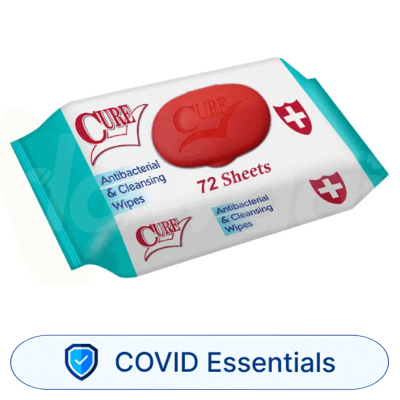 CURE
CURE
Antibacterial
& Cleansing
Wipes
72 Sheets
CURE
Antibacterial
& Cleansing
Wipes
COVID Essentials